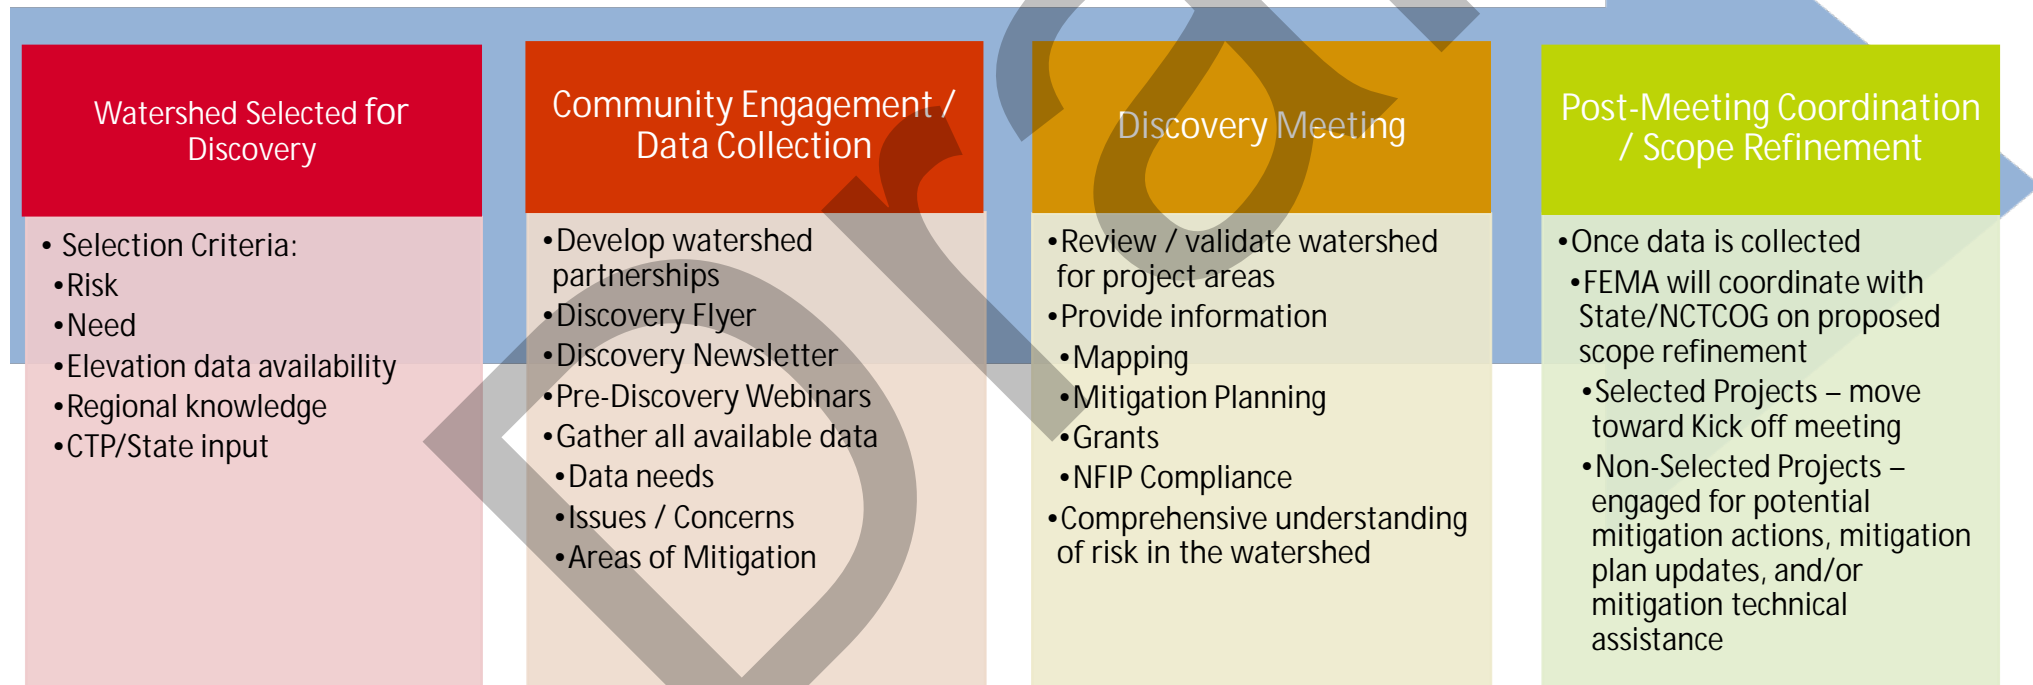 Watershed Selected for
Discovery
• Selection Criteria:
•Risk
•Need
•Elevation data availability
•Regional knowledge
•CTP/State input
Community Engagement /
Data Collection
•Develop watershed
partnerships
•Discovery Flyer
•Discovery Newsletter
•Pre-Discovery Webinars
•Gather all available data
•Data needs
•Issues / Concerns
•Areas of Mitigation
Discovery Meeting
•Review / validate watershed
for project areas
•Provide information
•Mapping
•Mitigation Planning
•Grants
•NFIP Compliance
•Comprehensive understanding
of risk in the watershed
Post-Meeting Coordination
/ Scope Refinement
•Once data is collected
•FEMA will coordinate with
State/NCTCOG on proposed
scope refinement
•Selected Projects – move
toward Kick off meeting
•Non-Selected Projects –
engaged for potential
mitigation actions, mitigation
plan updates, and/or
mitigation technical
assistance